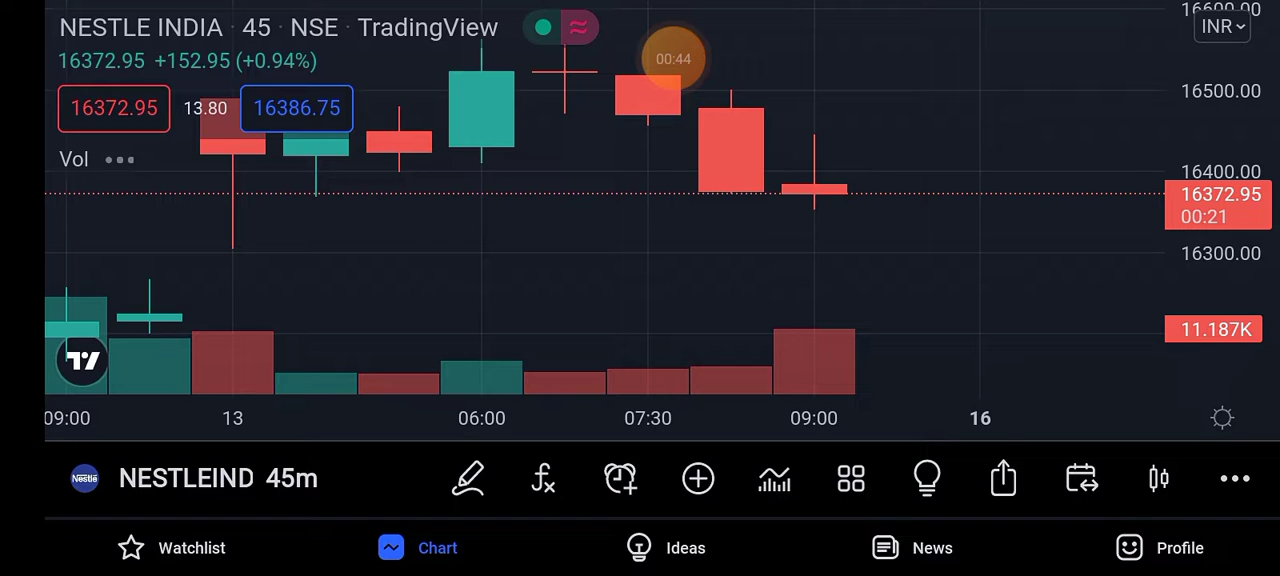 NESTLE INDIA · 45 · NSE · TradingView
≈
16600.00
INR
16372.95 +152.95 (+0.94%)
00:44
16372.95 13.80 16386.75
16500.00
Vol
16400.00
16372.95
00:21
16300.00
11.187K
09:00 13 06:00 07:30 09:00 16
Nestlé NESTLEIND 45m
Watchlist Chart Ideas News Profile